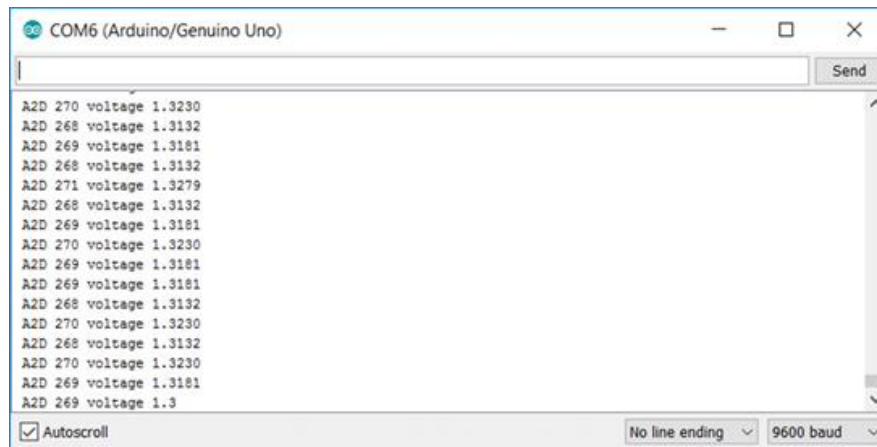 COM6 (Arduino/Genuino Uno)
Send
A2D 270 voltage 1.3230
A2D 268 voltage 1.3132
A2D 269 voltage 1.3181
A2D 268 voltage 1.3132
A2D 271 voltage 1.3279
A2D 268 voltage 1.3132
A2D 269 voltage 1.3181
A2D 270 voltage 1.3230
A2D 269 voltage 1.3181
A2D 269 voltage 1.3181
A2D 268 voltage 1.3132
A2D 270 voltage 1.3230
A2D 268 voltage 1.3132
A2D 270 voltage 1.3230
A2D 269 voltage 1.3181
A2D 269 voltage 1.3
Autoscroll No line ending 9600 baud